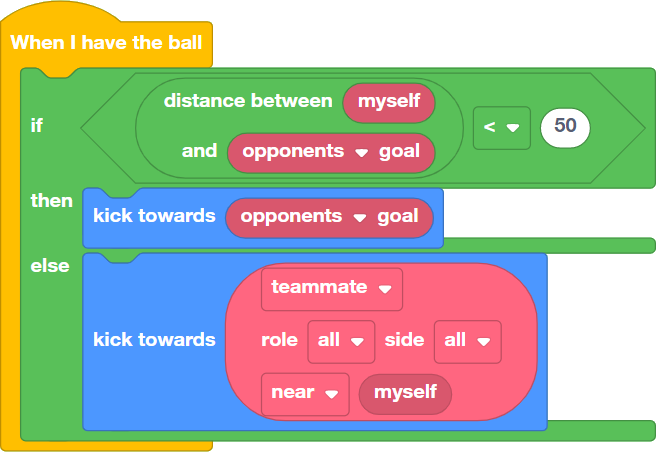 When I have the ball
distance between myself
if < 50
and opponents goal
then kick towards opponents goal
else
teammate
kick towards role all side all
near myself